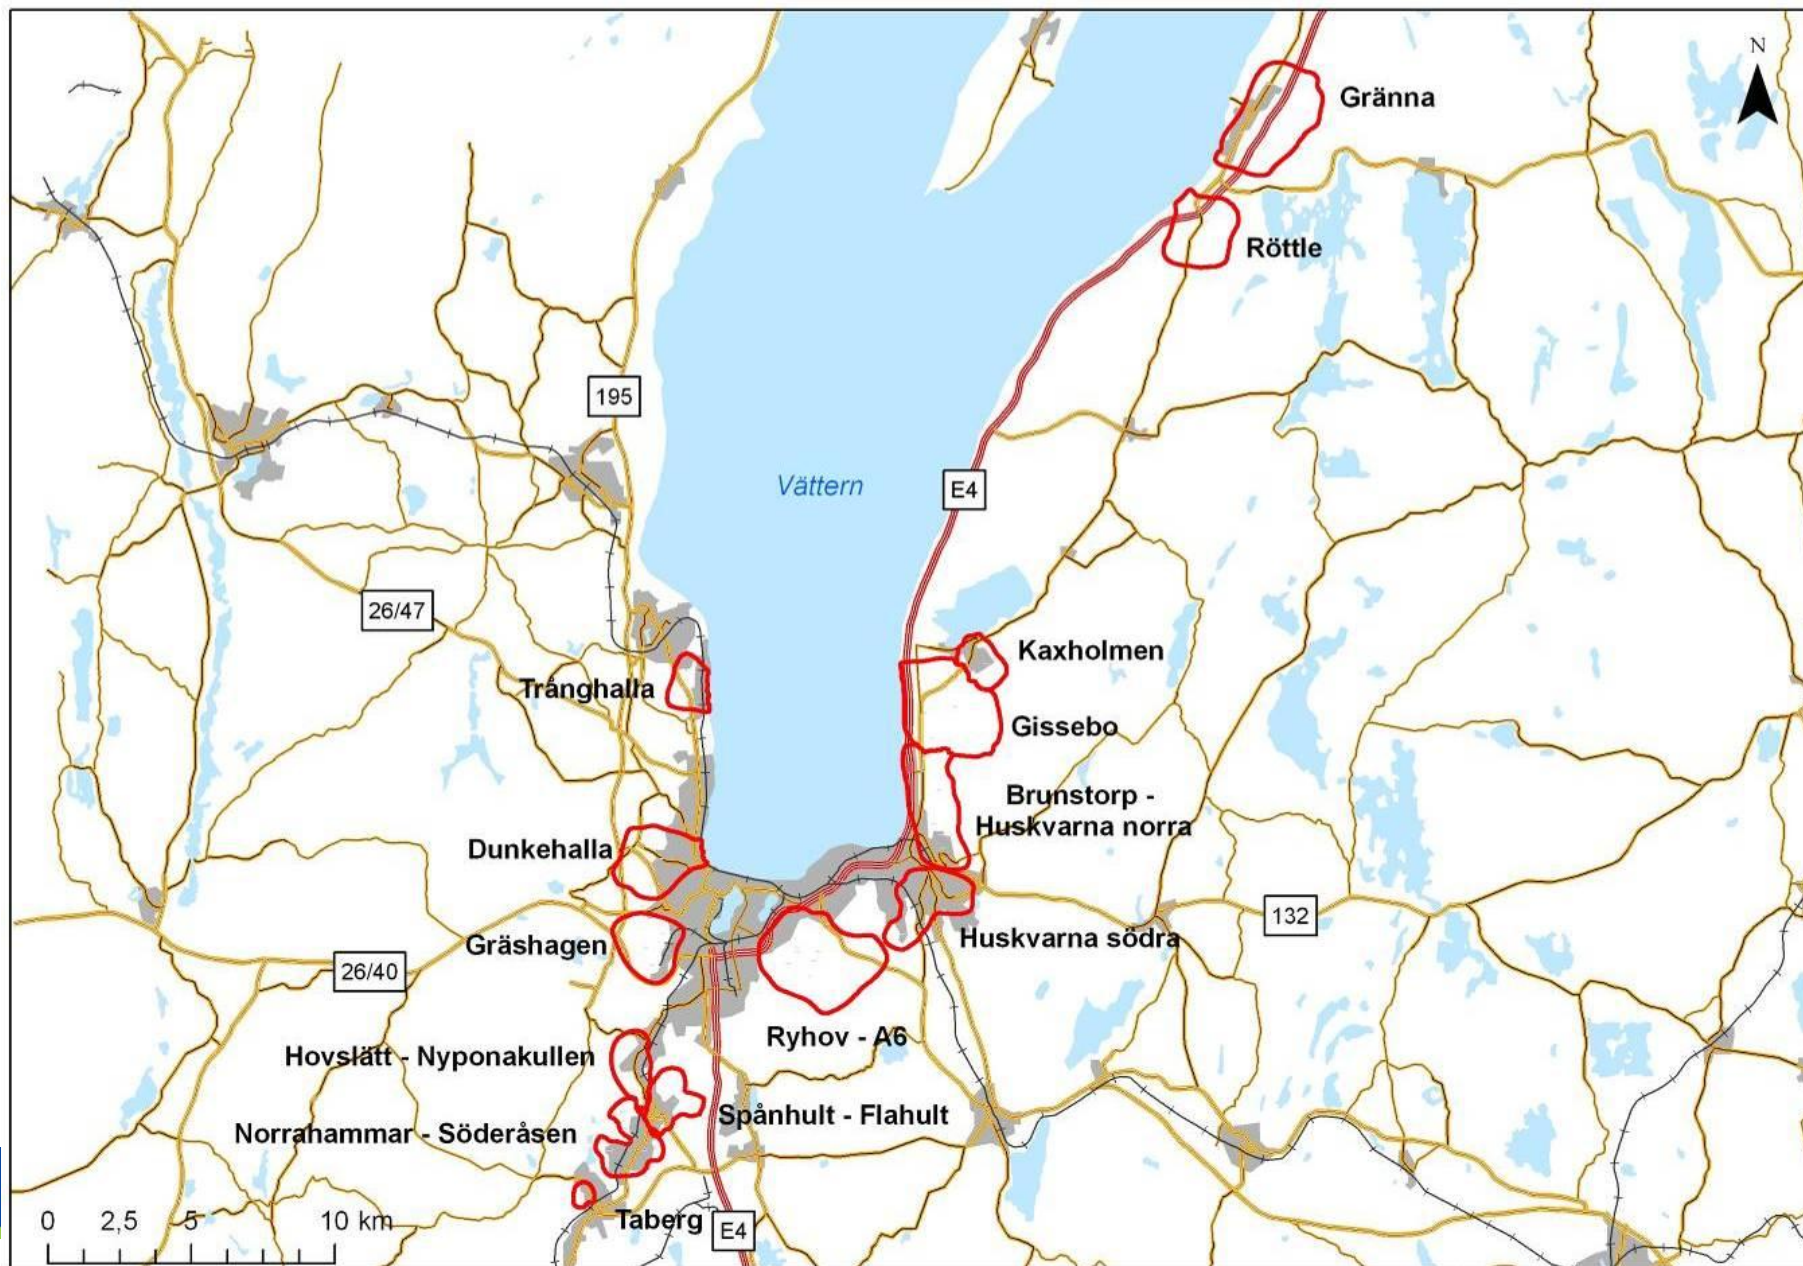 N
Gränna
Röttle
195
Vättern
E4
26/47
Kaxholmen
Trånghalla
Gissebo
Brunstorp -
Huskvarna norra
Dunkehalla
132
Huskvarna södra
Gräshagen
26/40
Ryhov - A6
Hovslätt - Nyponakullen
Spånhult - Flahult
Norrahammar - Söderåsen
Taberg
E4
0 2,5 5 10 km